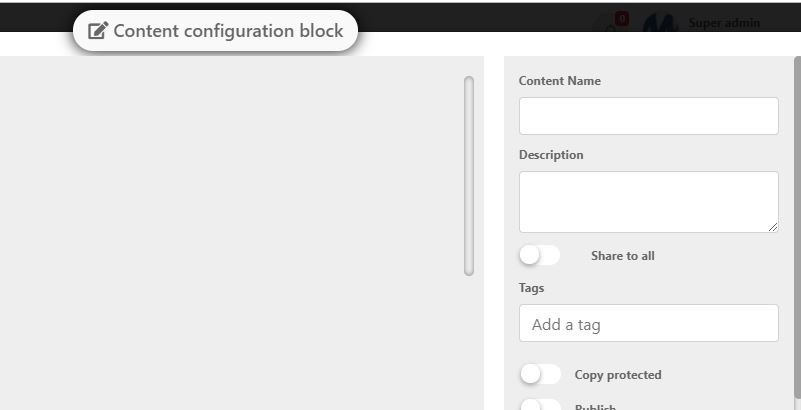 0
Super admin
Content configuration block
Content Name
Description
Share to all
Tags
Add a tag
Copy protected
Publish